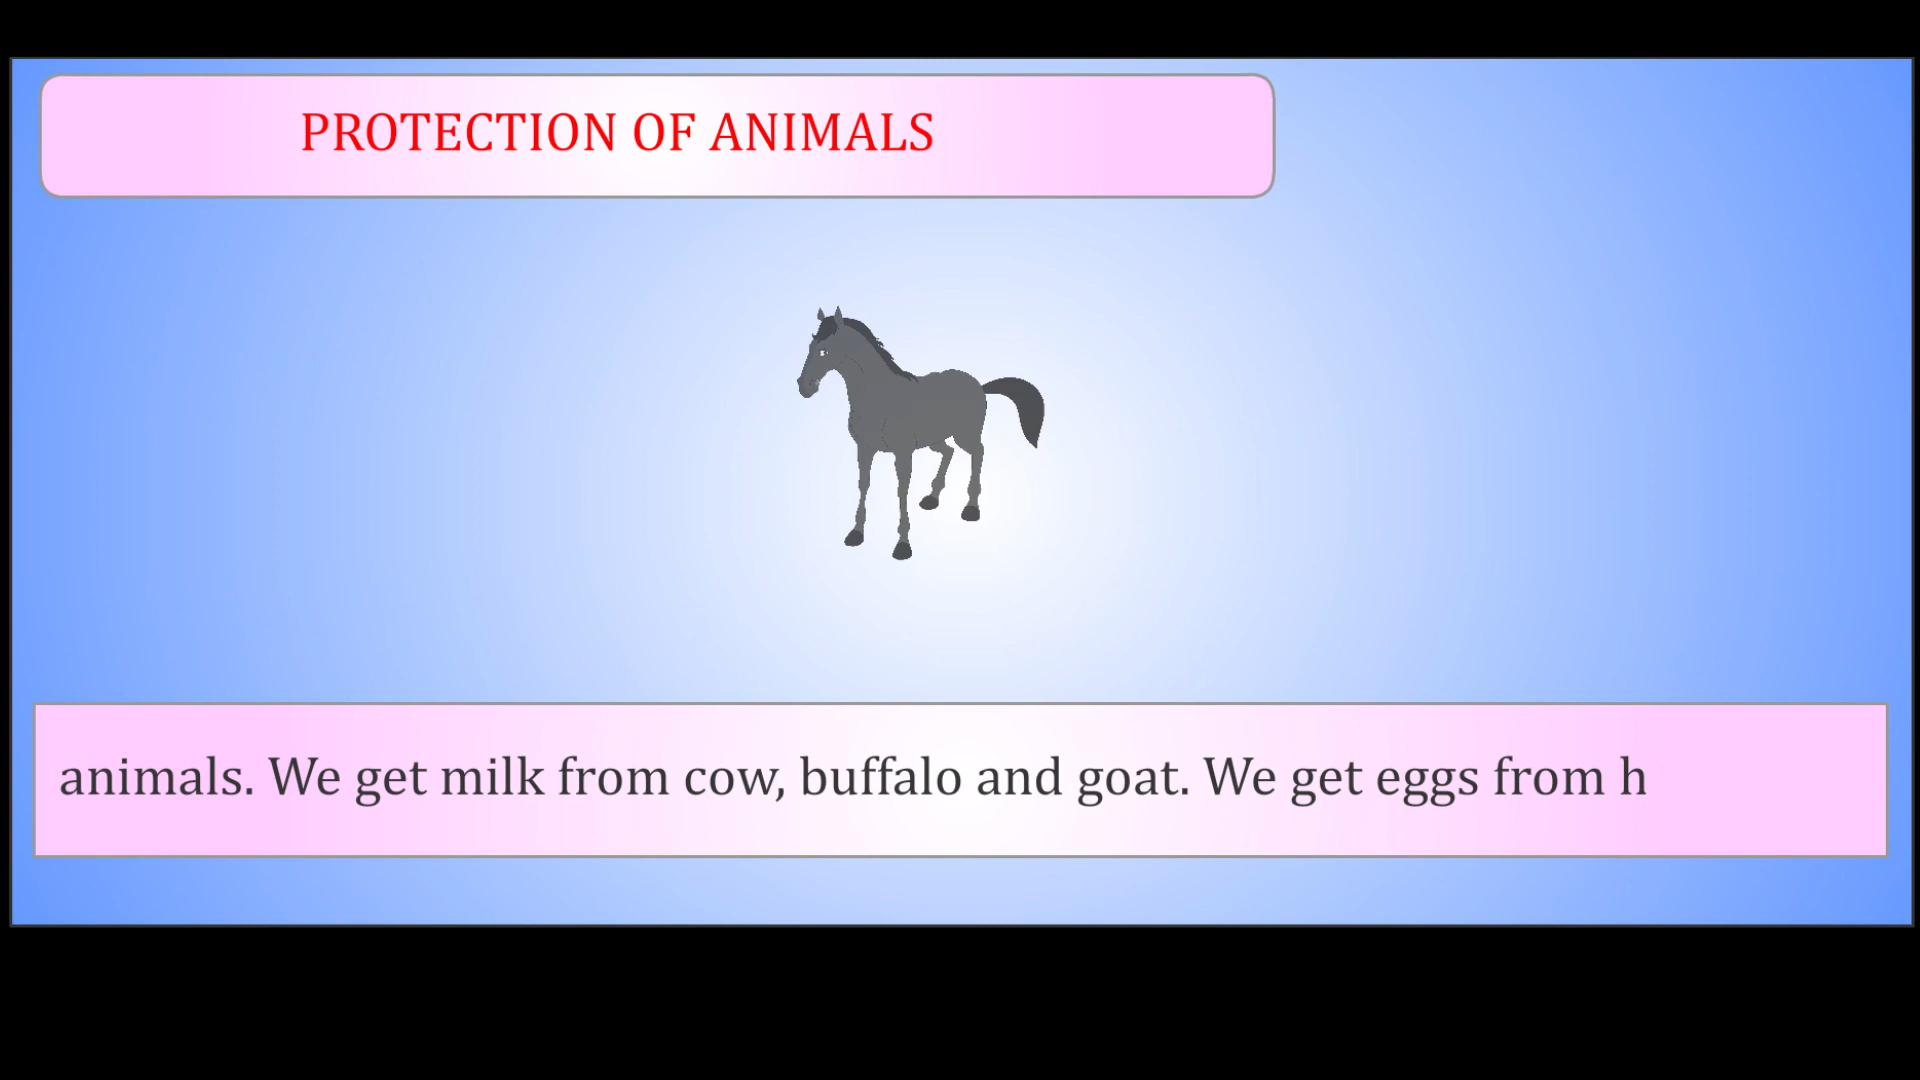 PROTECTION OF ANIMALS
animals. We get milk from cow, buffalo and goat. We get eggs from h